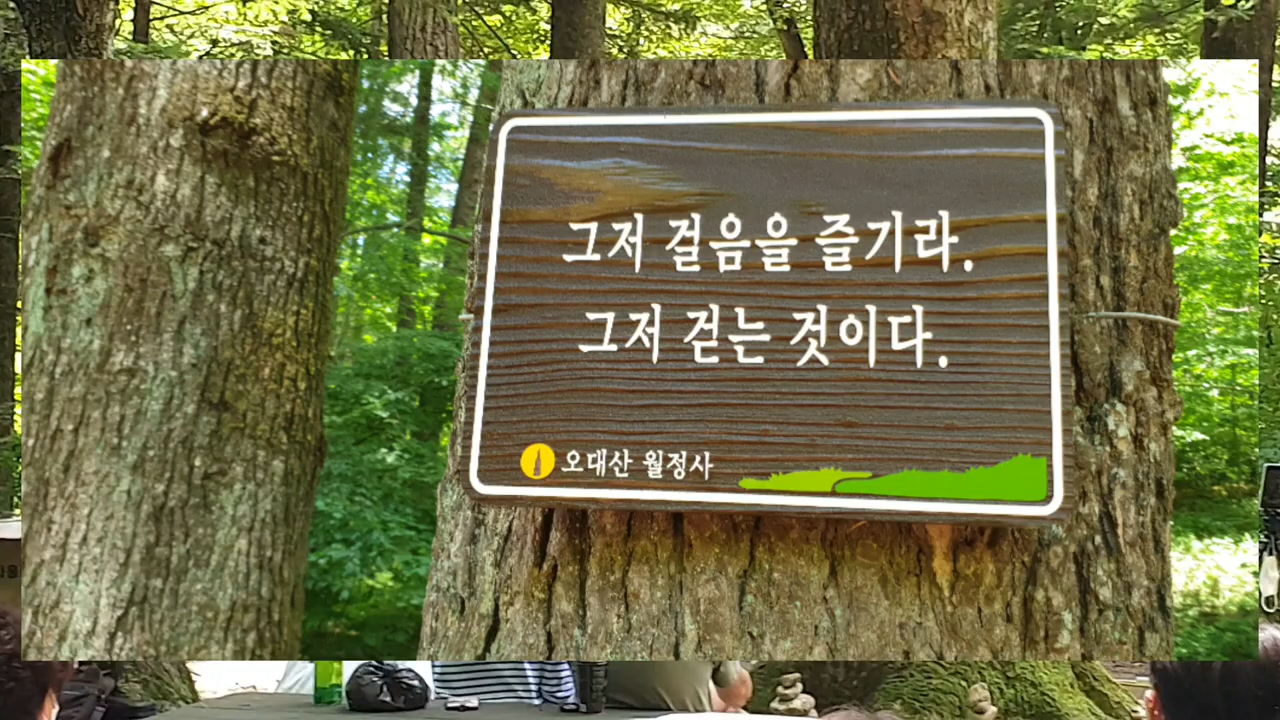 그저 걸음을 즐기라.
그저 걷는 것이다.
오대산 월정사